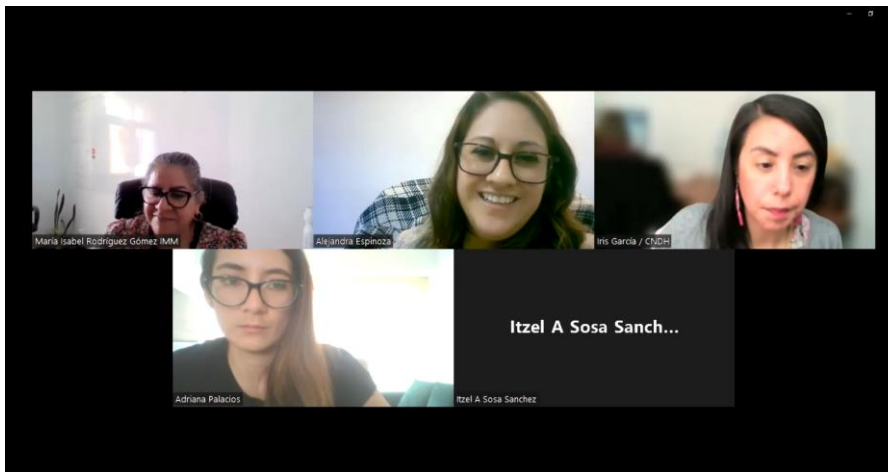 María Isabel Rodríguez Gómez IMM
Alejandra Espinoza
Iris García / CNDH
Adriana Palacios
Itzel A Sosa Sanch...
Itzel A Sosa Sanchez